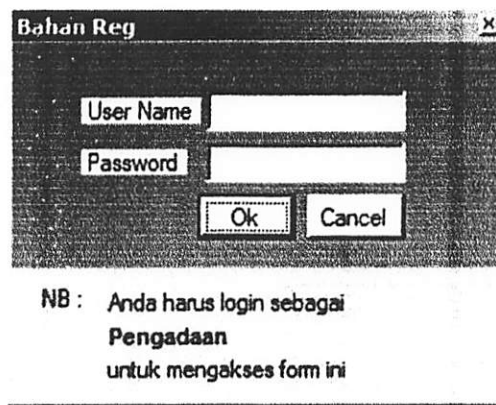 Bahan Reg x
User Name
Password
Ok Cancel
NB : Anda harus login sebagai
Pengadaan
untuk mengakses form ini